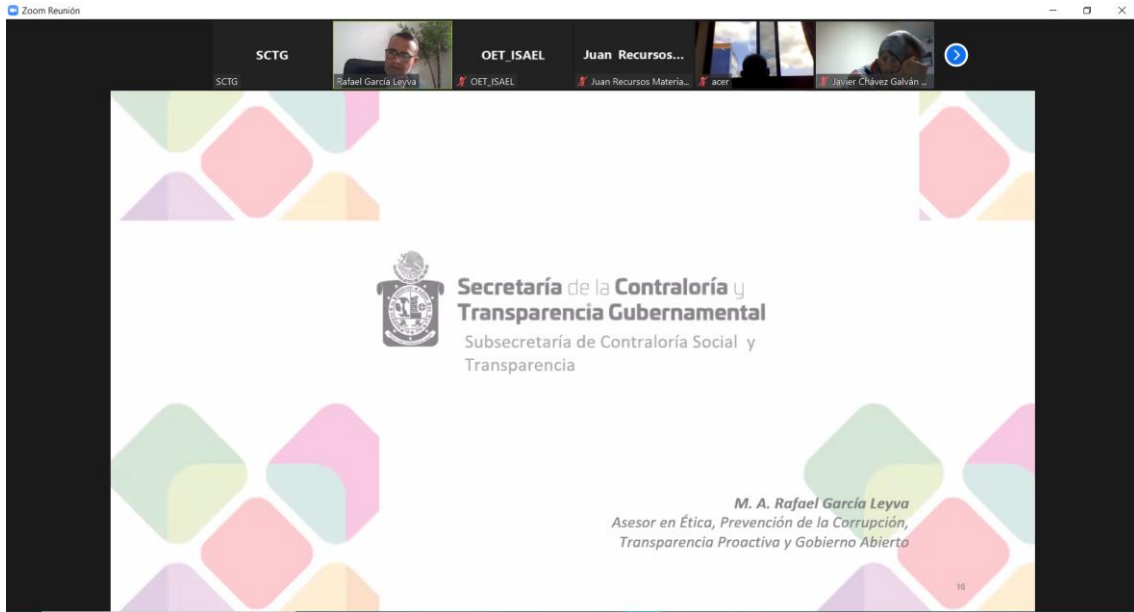 Zoom Reunión
SCTG
OET_ISAEL
Juan Recursos...
SCTG
Rafael García Leyva
OET_ISAEL
Juan Recursos Materia...
acer
Javier Chávez Galván ...
Secretaría de la Contraloría y
Transparencia Gubernamental
Subsecretaría de Contraloría Social y
Transparencia
M. A. Rafael García Leyva
Asesor en Ética, Prevención de la Corrupción,
Transparencia Proactiva y Gobierno Abierto
16